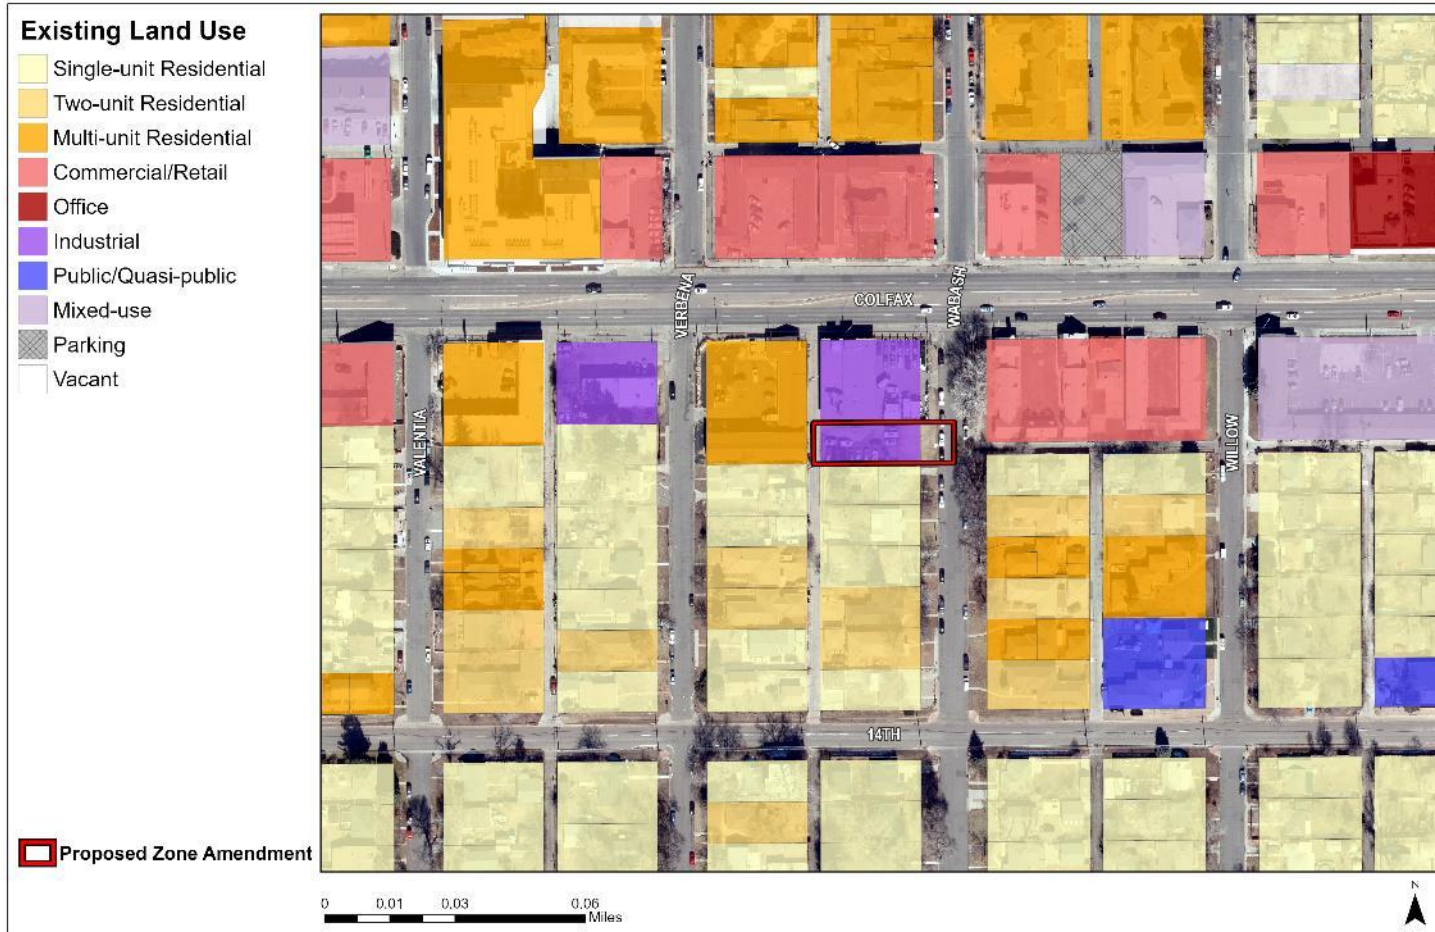 Existing Land Use
Single-unit Residential
Two-unit Residential
Multi-unit Residential
Commercial/Retail
Office
Industrial
Public/Quasi-public
Mixed-use
Parking
Vacant
COLFAX
VERBENA
WABASH
VALENTIA
WILLOW
14TH
Proposed Zone Amendment
0 0.01 0.03 0.06
Miles
N